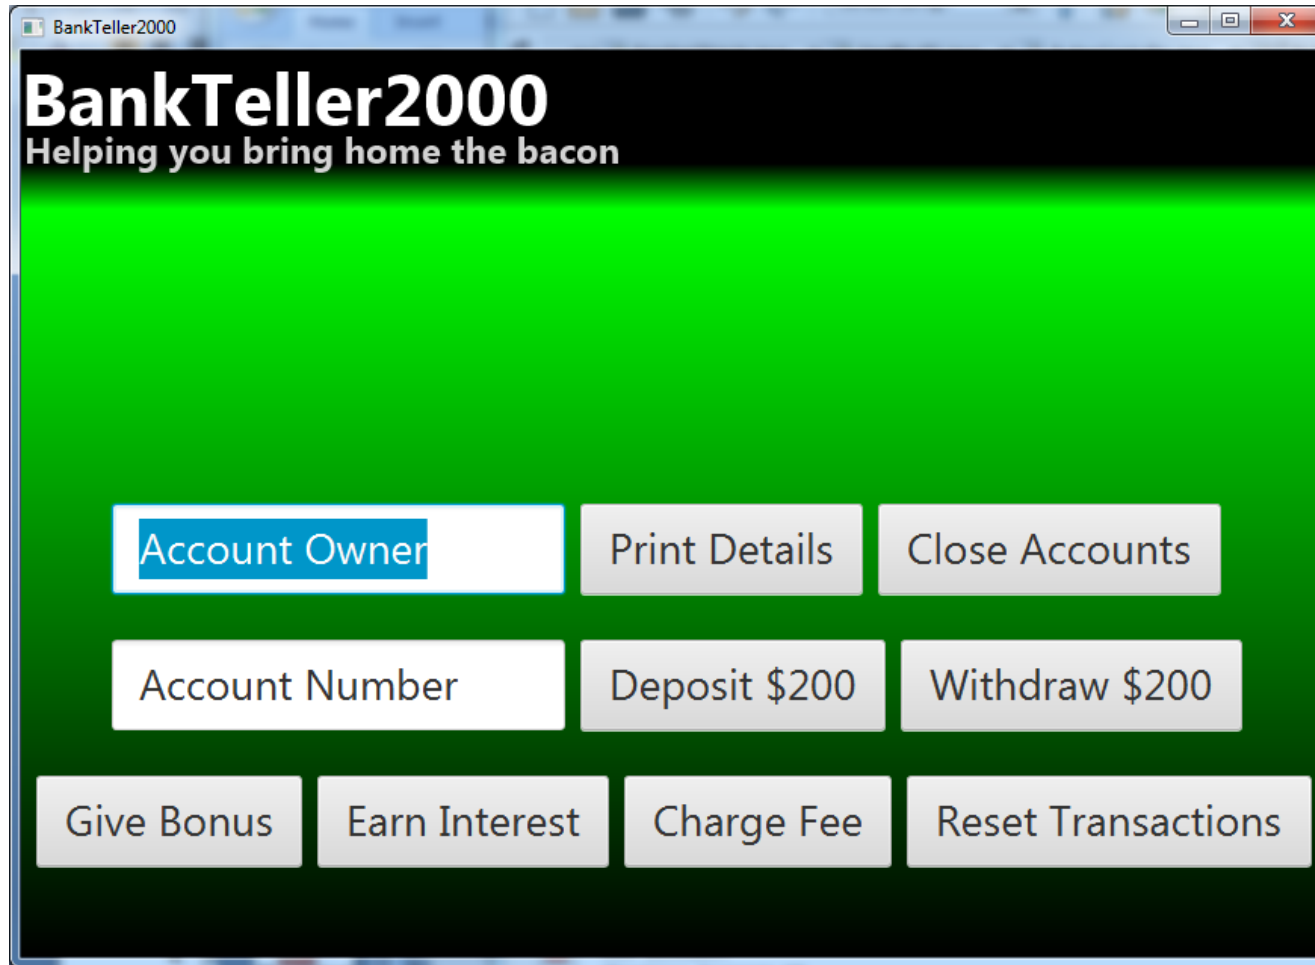 BankTeller2000
BankTeller2000
Helping you bring home the bacon
Account Owner Print Details Close Accounts
Account Number Deposit $200 Withdraw $200
Give Bonus Earn Interest Charge Fee Reset Transactions